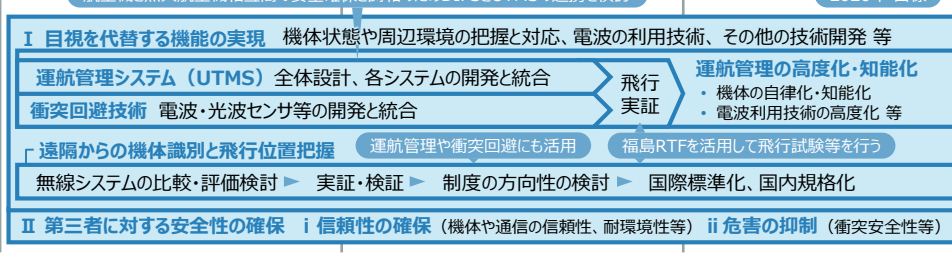 I 目視を代替する機能の実現 機体状態や周辺環境の把握と対応、電波の利用技術、その他の技術開発 等
運航管理システム（UTMS）全体設計、各システムの開発と統合
衝突回避技術 電波・光波センサ等の開発と統合
飛行
実証
運航管理の高度化・知能化
・ 機体の自律化・知能化
・ 電波利用技術の高度化 等
遠隔からの機体識別と飛行位置把握
運航管理や衝突回避にも活用
福島RTFを活用して飛行試験等を行う
無線システムの比較・評価検討 ▶ 実証・検証 ▶ 制度の方向性の検討 ▶ 国際標準化、国内規格化
II 第三者に対する安全性の確保 i 信頼性の確保（機体や通信の信頼性、耐環境性等）ii 危害の抑制（衝突安全性等）